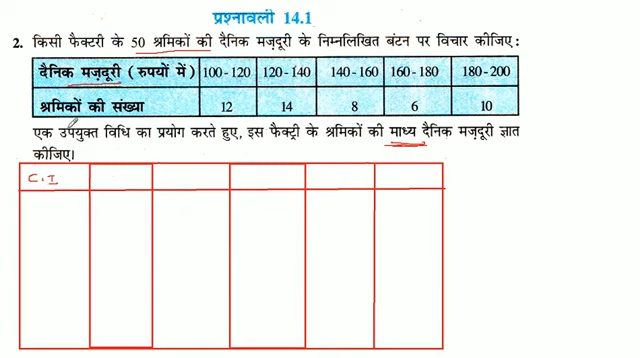 प्रश्नावली 14.1
2. किसी फैक्टरी के 50 श्रमिकों की दैनिक मज़दूरी के निम्नलिखित बंटन पर विचार कीजिए :
दैनिक मज़दूरी ( रुपयों में ) 100-120 120-140 140-160 160-180 180-200
श्रमिकों की संख्या 12 14 8 6 10
एक उपयुक्त विधि का प्रयोग करते हुए, इस फैक्ट्री के श्रमिकों की माध्य दैनिक मज़दूरी ज्ञात
कीजिए।
C.I